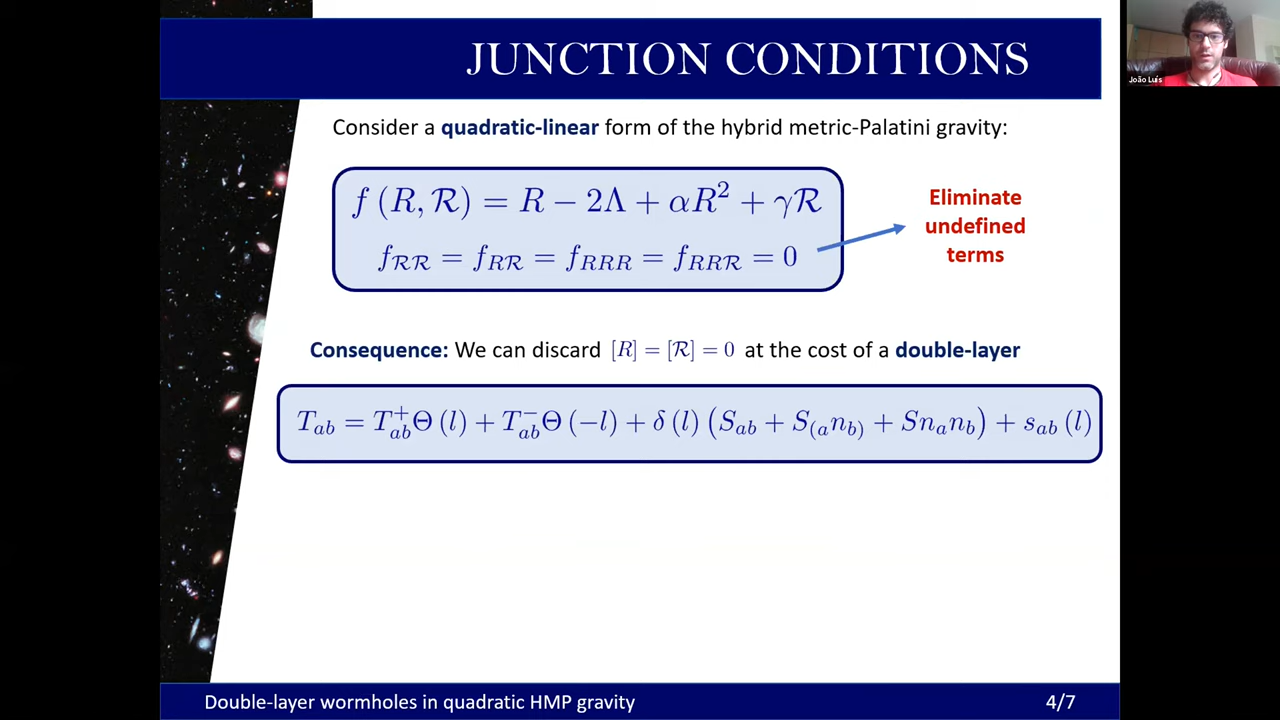 JUNCTION CONDITIONS
João Luís
Consider a quadratic-linear form of the hybrid metric-Palatini gravity:
f (R, ℛ) = R − 2Λ + αR² + γℛ
f_ℛℛ = f_Rℛ = f_RRR = f_RRℛ = 0
Eliminate
undefined
terms
Consequence: We can discard [R] = [ℛ] = 0 at the cost of a double-layer
T_ab = T_ab^+ Θ (l) + T_ab^− Θ (−l) + δ (l) (S_ab + S_(a n_b) + S n_a n_b) + s_ab (l)
Double-layer wormholes in quadratic HMP gravity
4/7